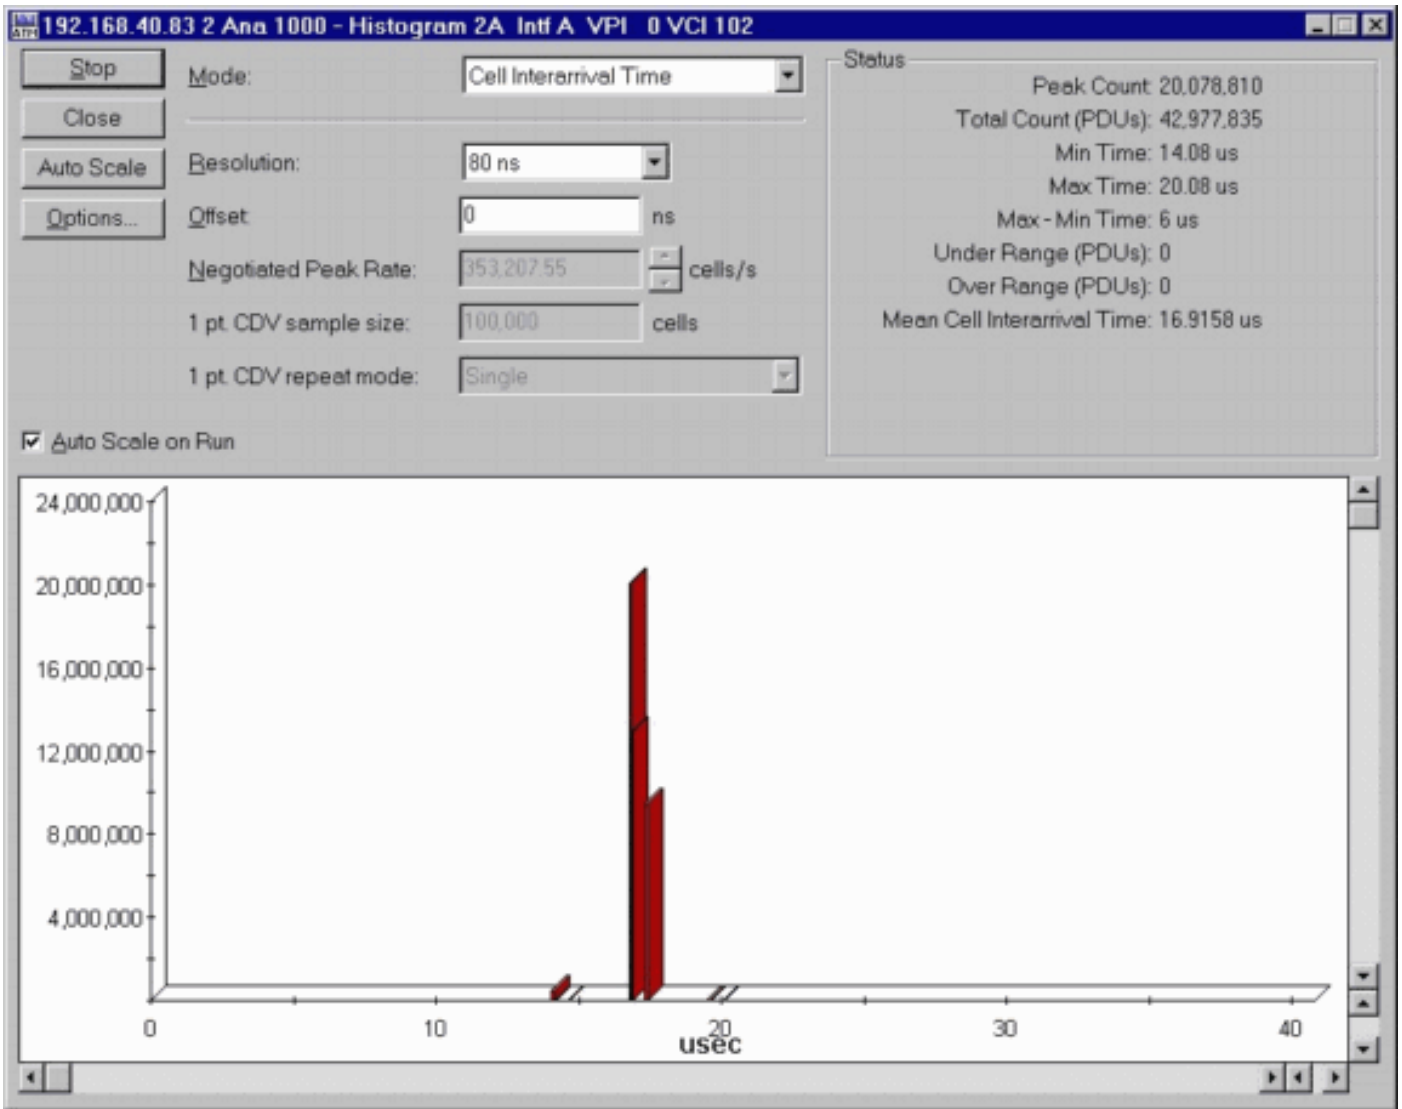 192.168.40.83 2 Ana 1000 - Histogram 2A Intf A VPI 0 VCI 102
Stop
Close
Auto Scale
Options...
Mode: Cell Interarrival Time
Resolution: 80 ns
Offset: 0 ns
Negotiated Peak Rate: 353,207.55 cells/s
1 pt. CDV sample size: 100,000 cells
1 pt. CDV repeat mode: Single
Auto Scale on Run
Status
Peak Count: 20,078,810
Total Count (PDUs): 42,977,835
Min Time: 14.08 us
Max Time: 20.08 us
Max - Min Time: 6 us
Under Range (PDUs): 0
Over Range (PDUs): 0
Mean Cell Interarrival Time: 16.9158 us
24,000,000
20,000,000
16,000,000
12,000,000
8,000,000
4,000,000
0 10 20 30 40
usec